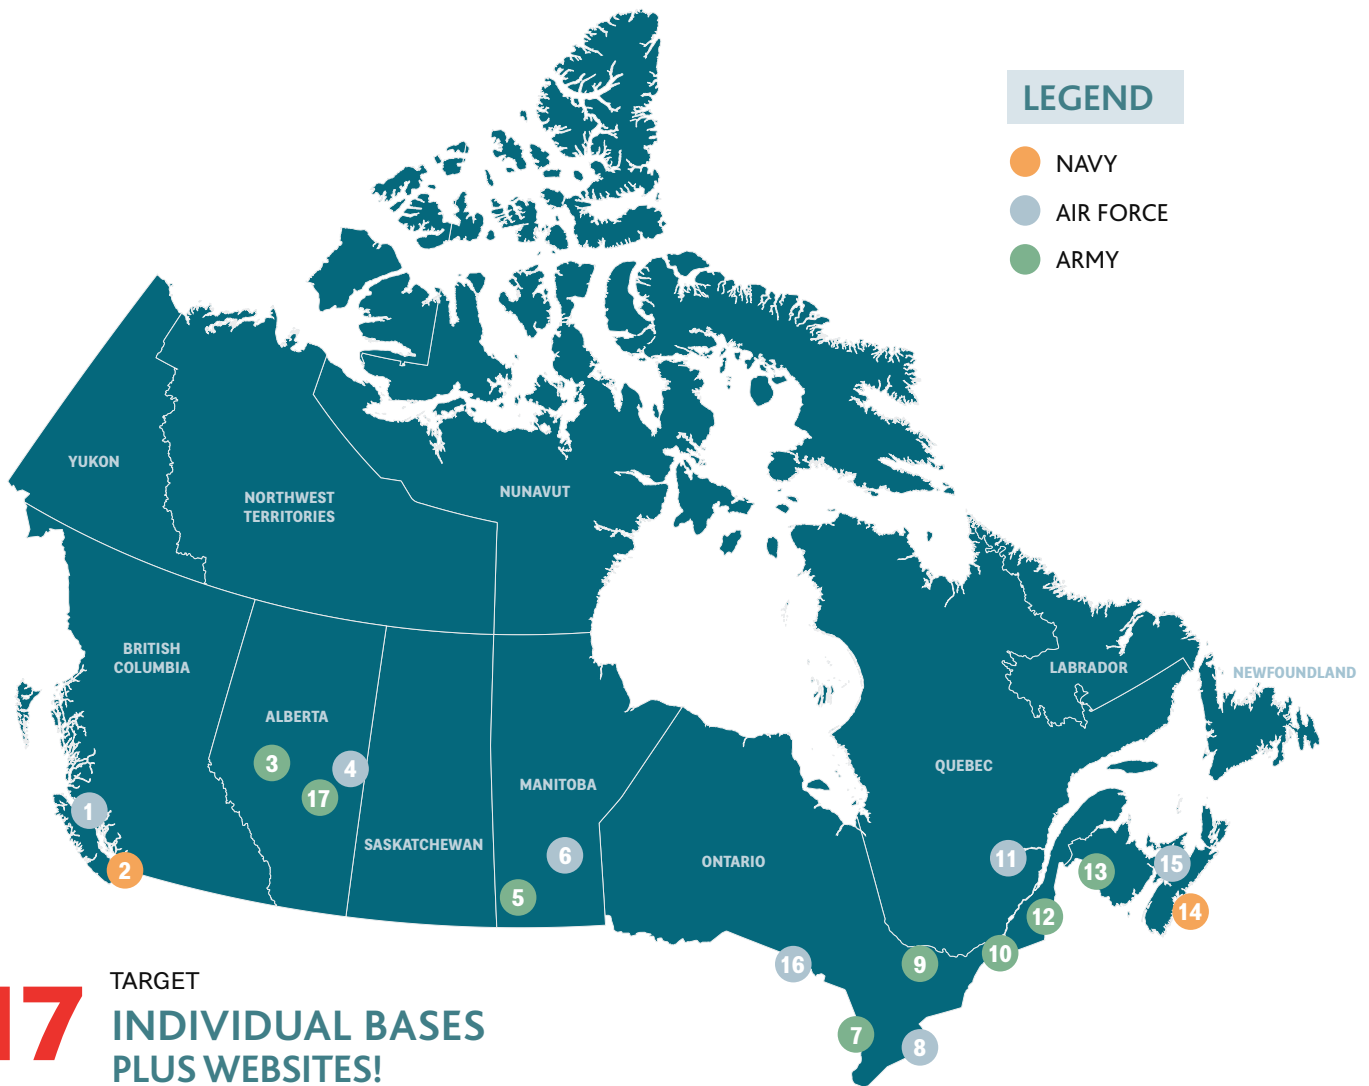 LEGEND
NAVY
AIR FORCE
ARMY
YUKON
NORTHWEST
TERRITORIES
NUNAVUT
BRITISH
COLUMBIA
ALBERTA
SASKATCHEWAN
MANITOBA
ONTARIO
QUEBEC
LABRADOR
NEWFOUNDLAND
1
2
3
4
17
5
6
7
8
9
10
11
12
13
14
15
16
17
TARGET
INDIVIDUAL BASES
PLUS WEBSITES!